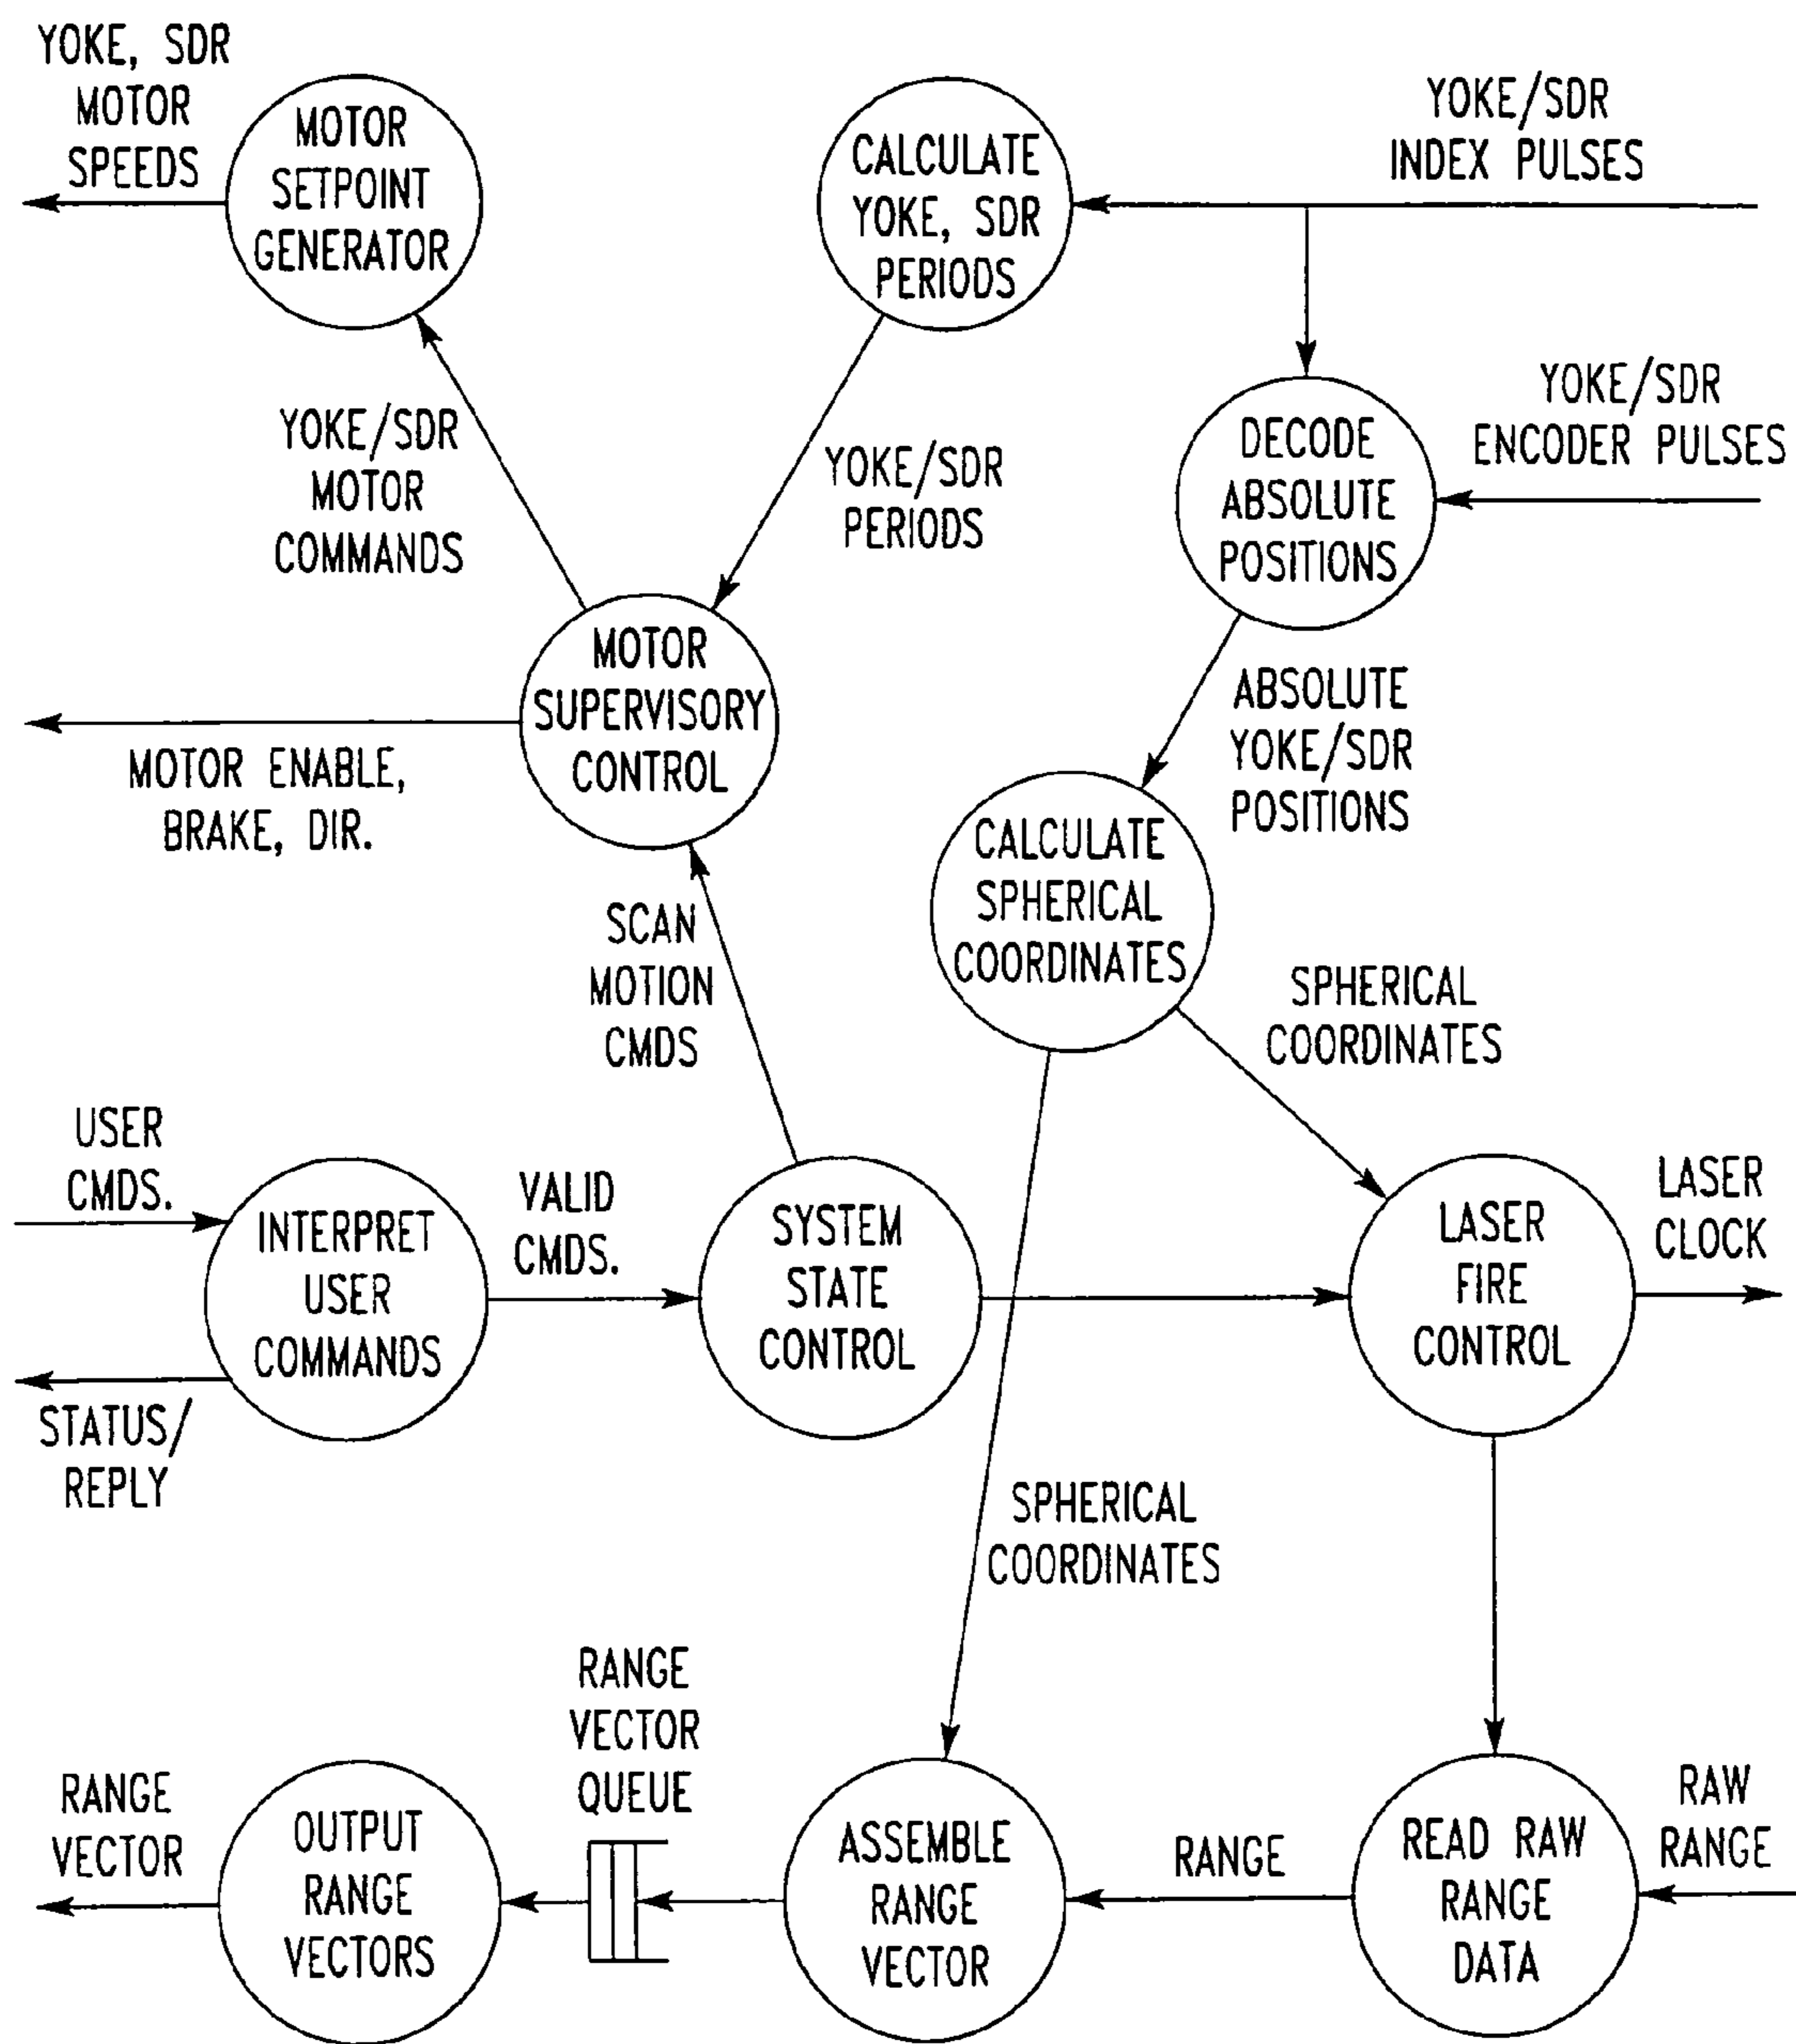 YOKE, SDR
MOTOR
SPEEDS
MOTOR
SETPOINT
GENERATOR
CALCULATE
YOKE, SDR
PERIODS
YOKE/SDR
INDEX PULSES
YOKE/SDR
MOTOR
COMMANDS
YOKE/SDR
PERIODS
DECODE
ABSOLUTE
POSITIONS
YOKE/SDR
ENCODER PULSES
MOTOR
SUPERVISORY
CONTROL
ABSOLUTE
YOKE/SDR
POSITIONS
MOTOR ENABLE,
BRAKE, DIR.
CALCULATE
SPHERICAL
COORDINATES
SCAN
MOTION
CMDS
SPHERICAL
COORDINATES
USER
CMDS.
INTERPRET
USER
COMMANDS
VALID
CMDS.
SYSTEM
STATE
CONTROL
LASER
FIRE
CONTROL
LASER
CLOCK
STATUS/
REPLY
SPHERICAL
COORDINATES
RANGE
VECTOR
QUEUE
RANGE
VECTOR
OUTPUT
RANGE
VECTORS
ASSEMBLE
RANGE
VECTOR
RANGE
READ RAW
RANGE
DATA
RAW
RANGE